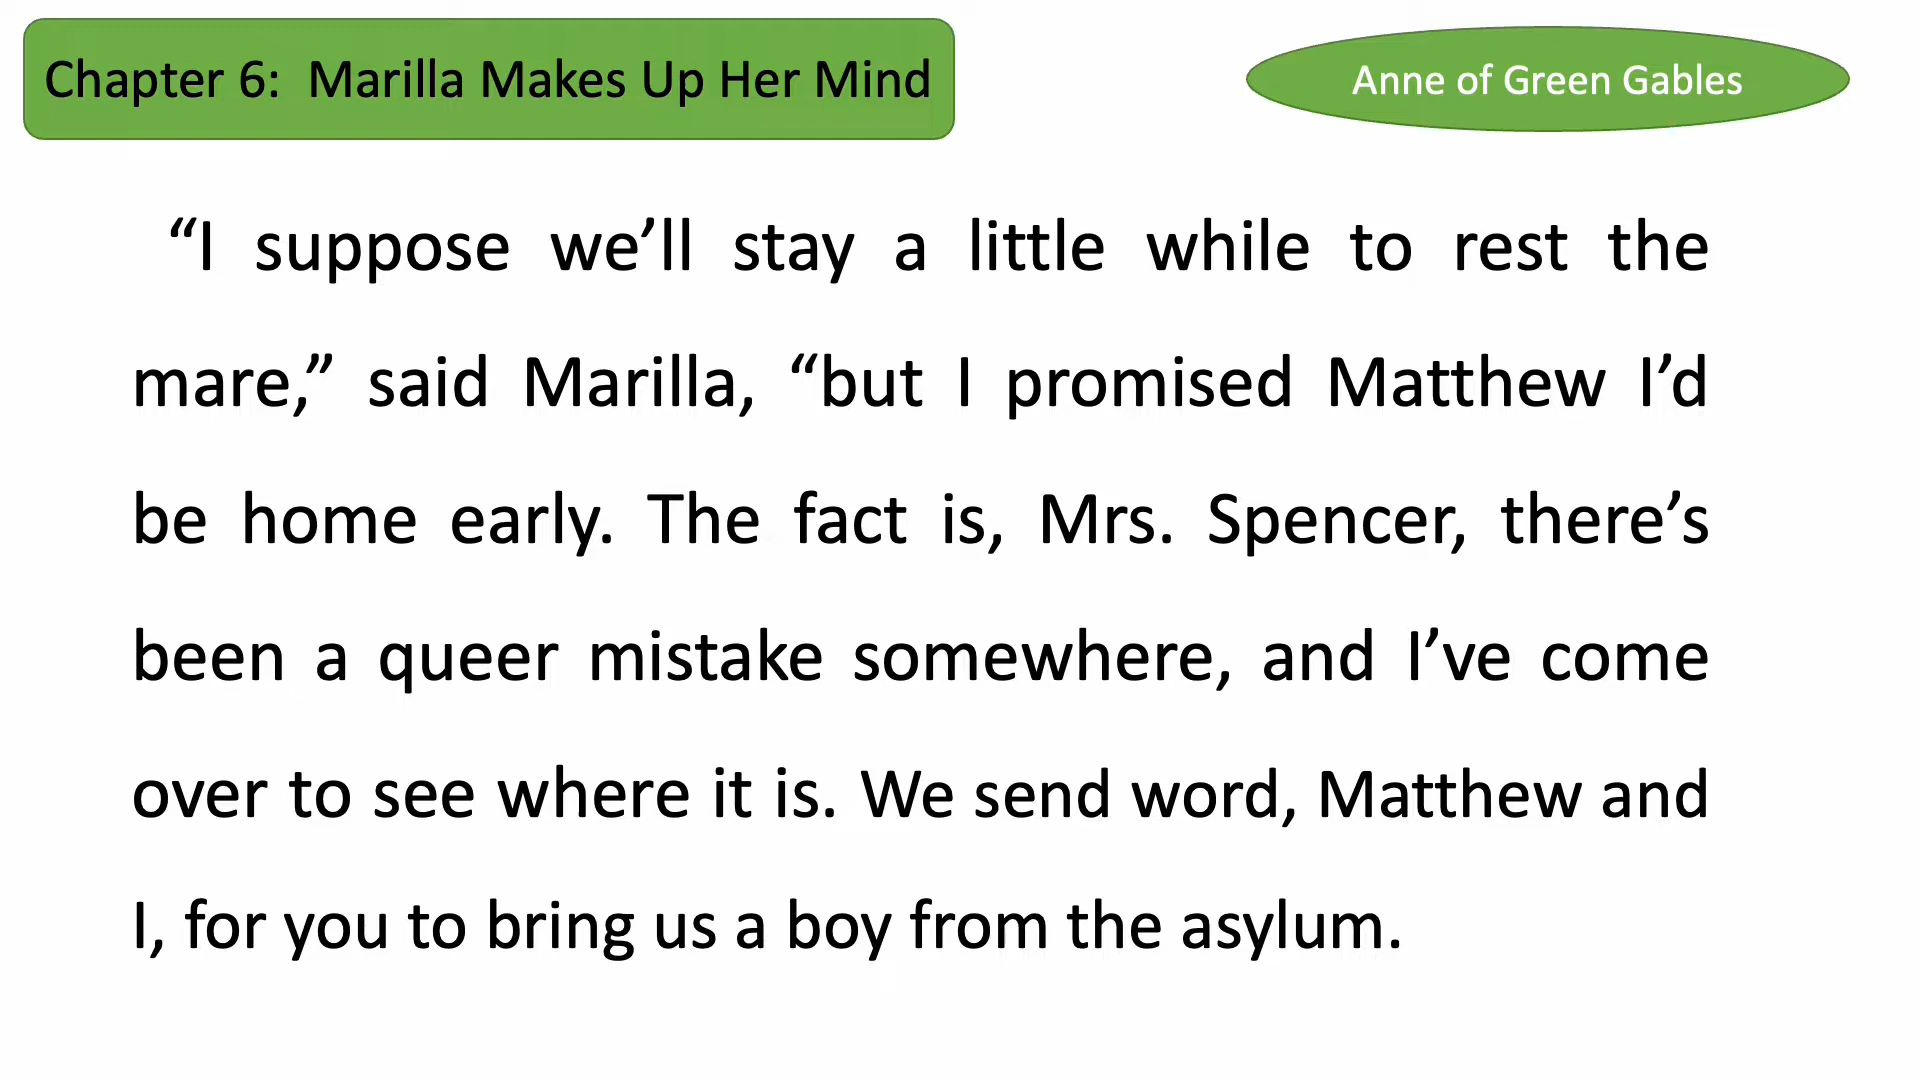 Chapter 6:  Marilla Makes Up Her Mind
Anne of Green Gables
“I suppose we’ll stay a little while to rest the
mare,” said Marilla, “but I promised Matthew I’d
be home early. The fact is, Mrs. Spencer, there’s
been a queer mistake somewhere, and I’ve come
over to see where it is. We send word, Matthew and
I, for you to bring us a boy from the asylum.